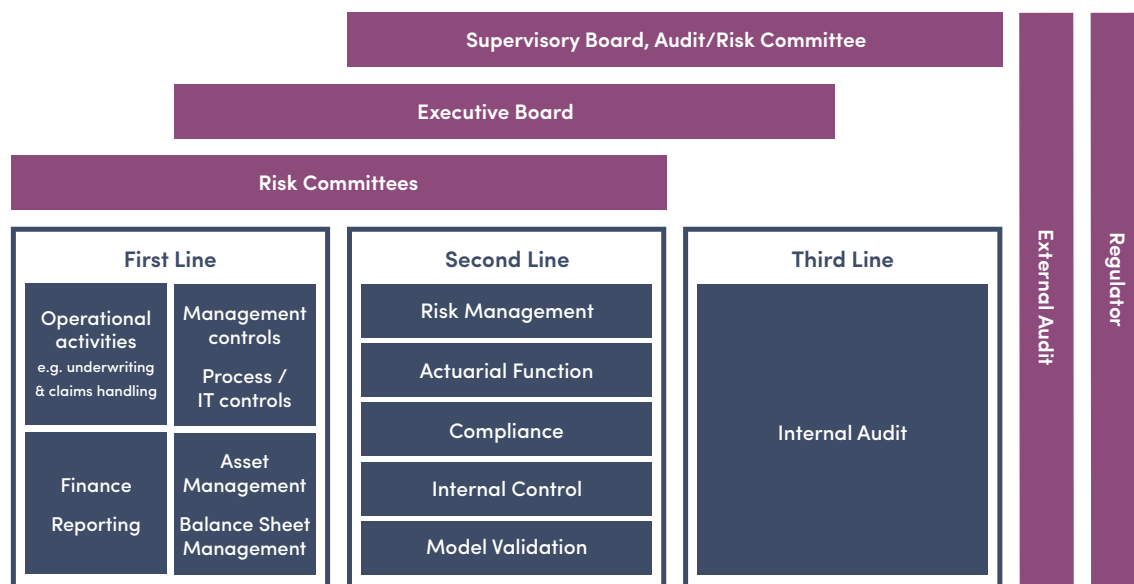 Supervisory Board, Audit/Risk Committee
Executive Board
Risk Committees
First Line
Operational
activities
e.g. underwriting
& claims handling
Management
controls
Process /
IT controls
Finance
Reporting
Asset
Management
Balance Sheet
Management
Second Line
Risk Management
Actuarial Function
Compliance
Internal Control
Model Validation
Third Line
Internal Audit
External Audit
Regulator